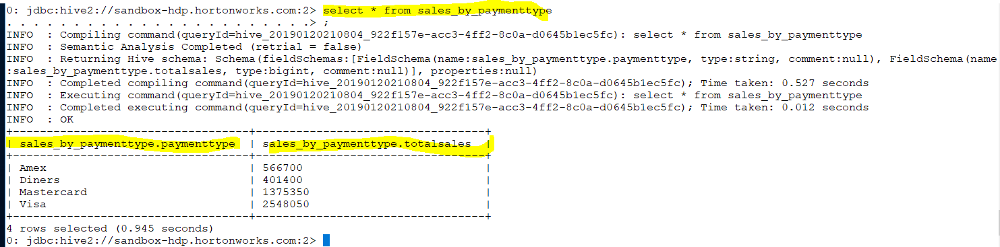 0: jdbc:hive2://sandbox-hdp.hortonworks.com:2> select * from sales_by_paymenttype
. . . . . . . . . . . . . . . . . . . . . . .> ;
INFO  : Compiling command(queryId=hive_20190120210804_922f157e-acc3-4ff2-8c0a-d0645b1ec5fc): select * from sales_by_paymenttype
INFO  : Semantic Analysis Completed (retrial = false)
INFO  : Returning Hive schema: Schema(fieldSchemas:[FieldSchema(name:sales_by_paymenttype.paymenttype, type:string, comment:null), FieldSchema(name
:sales_by_paymenttype.totalsales, type:bigint, comment:null)], properties:null)
INFO  : Completed compiling command(queryId=hive_20190120210804_922f157e-acc3-4ff2-8c0a-d0645b1ec5fc); Time taken: 0.527 seconds
INFO  : Executing command(queryId=hive_20190120210804_922f157e-acc3-4ff2-8c0a-d0645b1ec5fc): select * from sales_by_paymenttype
INFO  : Completed executing command(queryId=hive_20190120210804_922f157e-acc3-4ff2-8c0a-d0645b1ec5fc); Time taken: 0.012 seconds
INFO  : OK
+-----------------------------------+-----------------------------------+
| sales_by_paymenttype.paymenttype  | sales_by_paymenttype.totalsales  |
+-----------------------------------+-----------------------------------+
| Amex                              | 566700                           |
| Diners                            | 401400                           |
| Mastercard                        | 1375350                          |
| Visa                              | 2548050                          |
+-----------------------------------+-----------------------------------+
4 rows selected (0.945 seconds)
0: jdbc:hive2://sandbox-hdp.hortonworks.com:2>